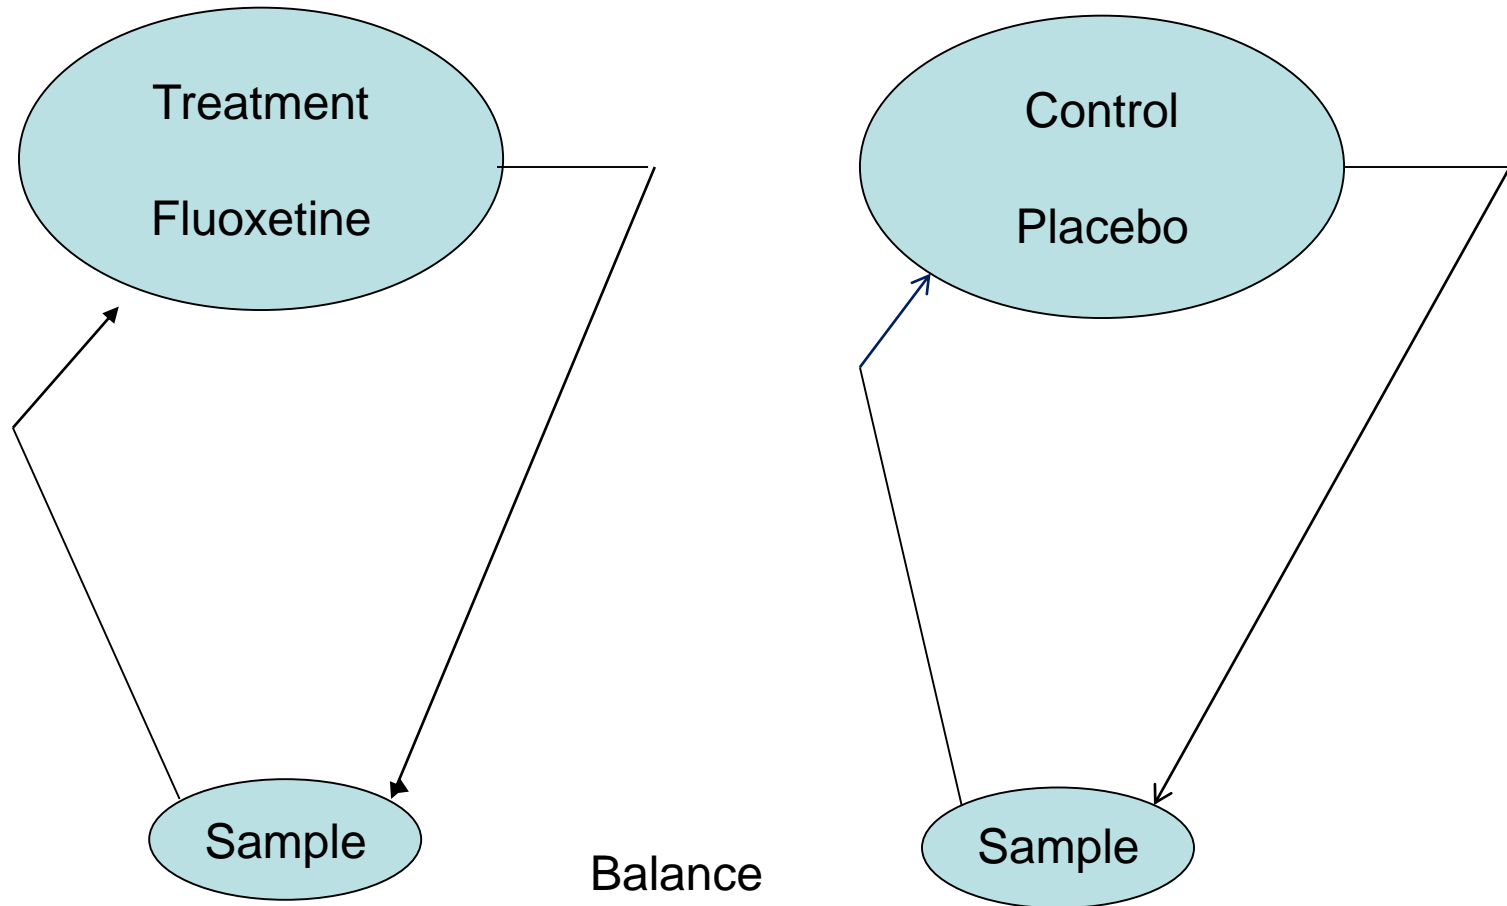 Treatment
Fluoxetine
Control
Placebo
Sample
Balance
Sample